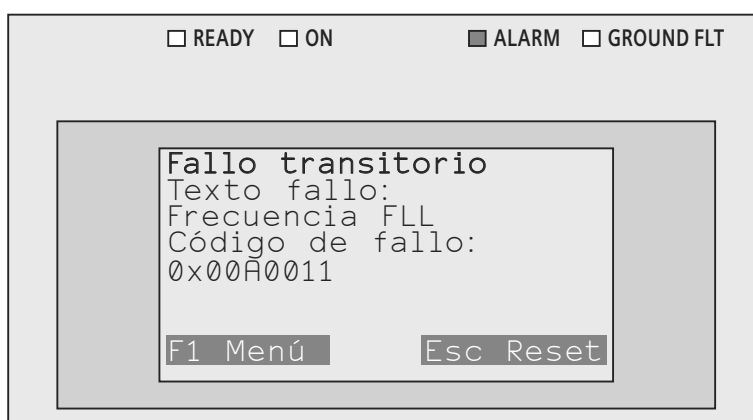 READY ON ALARM GROUND FLT
Fallo transitorio
Texto fallo:
Frecuencia FLL
Código de fallo:
0x00A0011
F1 Menú Esc Reset